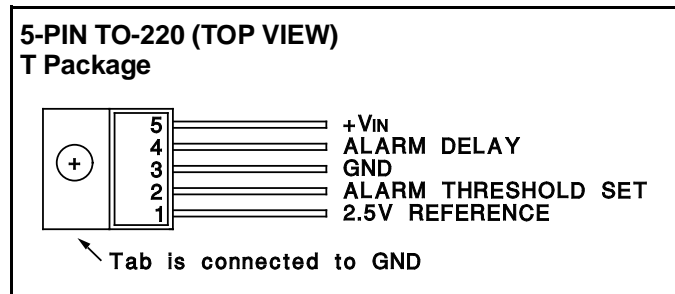 5-PIN TO-220 (TOP VIEW)
T Package
5 +VIN
4 ALARM DELAY
3 GND
2 ALARM THRESHOLD SET
1 2.5V REFERENCE
Tab is connected to GND